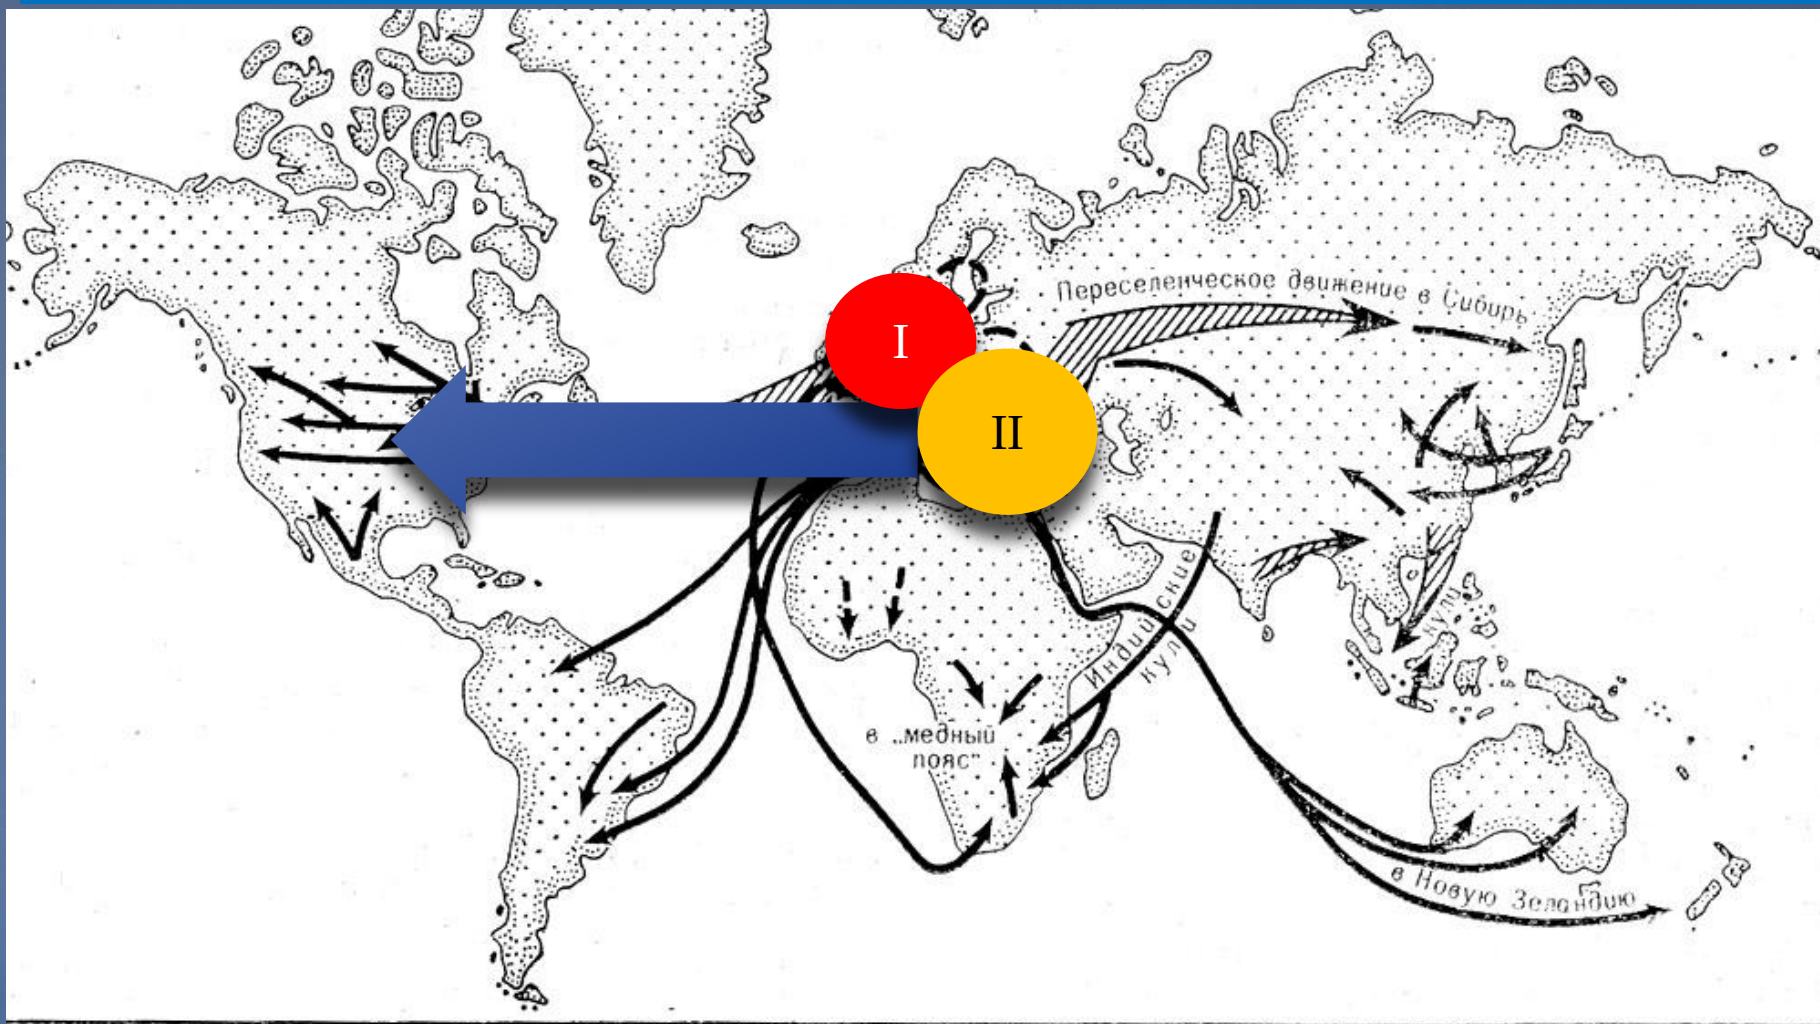 Переселенческое движение в Сибирь
I
II
Индийские
кули
кули
в „медный
пояс“
в Новую Зеландию